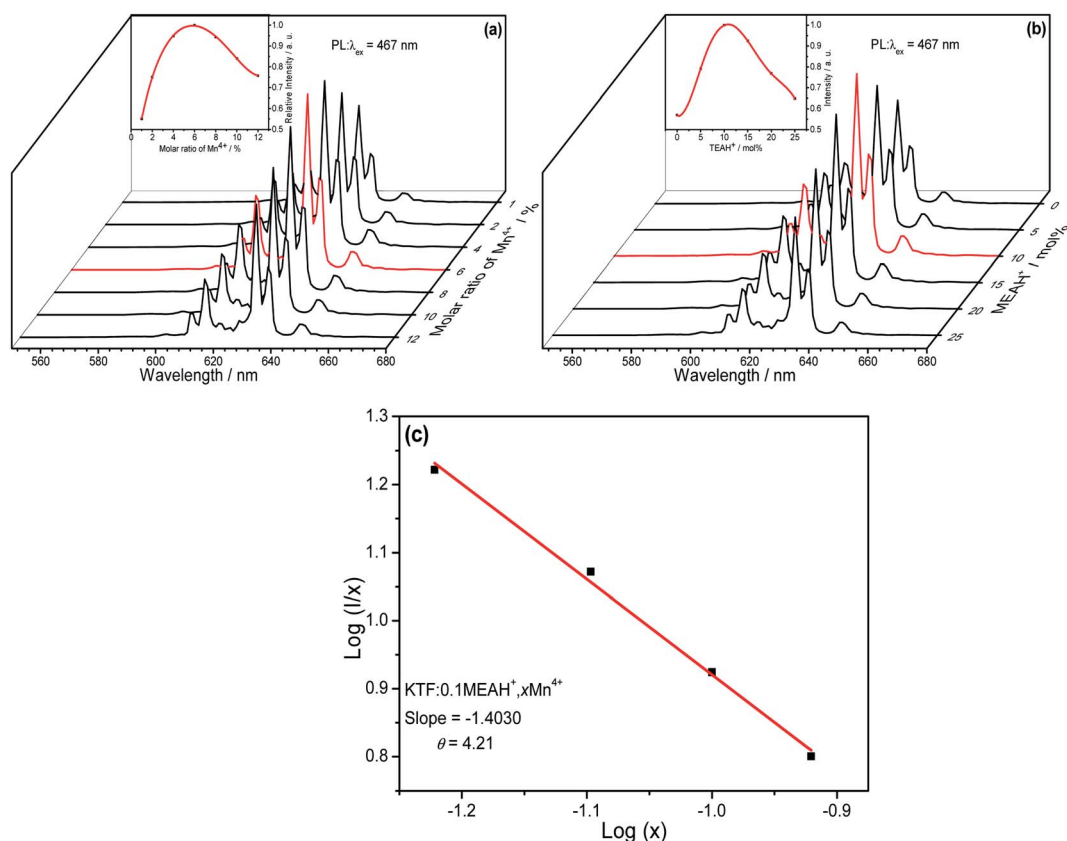 (a)
PL:λex = 467 nm
1.0
0.9
0.8
0.7
0.6
0.5
Relative Intensity / a. u.
0 2 4 6 8 10 12
Molar ratio of Mn4+ / %
1
2
4
6
8
10
12
Molar ratio of Mn4+ / %
560 580 600 620 640 660 680
Wavelength / nm
(b)
PL:λex = 467 nm
1.0
0.9
0.8
0.7
0.6
0.5
Intensity / a. u.
0 5 10 15 20 25
TEAH+ / mol%
0
5
10
15
20
25
MEAH+ / mol%
560 580 600 620 640 660 680
Wavelength / nm
(c)
1.3
1.2
1.1
1.0
0.9
0.8
Log (I/x)
KTF:0.1MEAH+,xMn4+
Slope = -1.4030
θ = 4.21
-1.2 -1.1 -1.0 -0.9
Log (x)